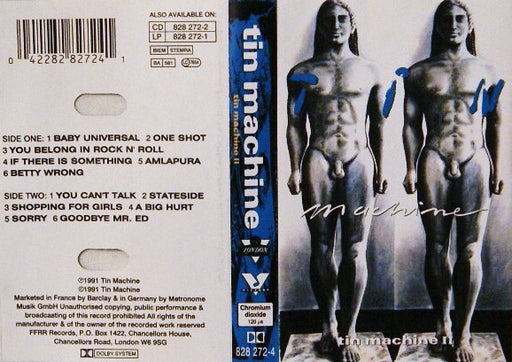 ALSO AVAILABLE ON:
CD 828 272-2
LP 828 272-1
BIEM STEMRA
BA 581 LC 7654
0 42282 82724 1
SIDE ONE: 1 BABY UNIVERSAL 2 ONE SHOT
3 YOU BELONG IN ROCK N' ROLL
4 IF THERE IS SOMETHING 5 AMLAPURA
6 BETTY WRONG
SIDE TWO: 1 YOU CAN'T TALK 2 STATESIDE
3 SHOPPING FOR GIRLS 4 A BIG HURT
5 SORRY 6 GOODBYE MR. ED
℗1991 Tin Machine
©1991 Tin Machine
Marketed in France by Barclay & in Germany by Metronome
Musik GmbH Unauthorised copying, public performance &
broadcasting of this record prohibited All rights of the
manufacturer & of the owner of the recorded work reserved
FFRR Records, P.O. Box 1422, Chancellors House,
Chancellors Road, London W6 9SG
DOLBY SYSTEM
tin machine
tin machine II
LONDON
Chromium
dioxide
120 µs
828 272-4
T I N
machine
tin machine II